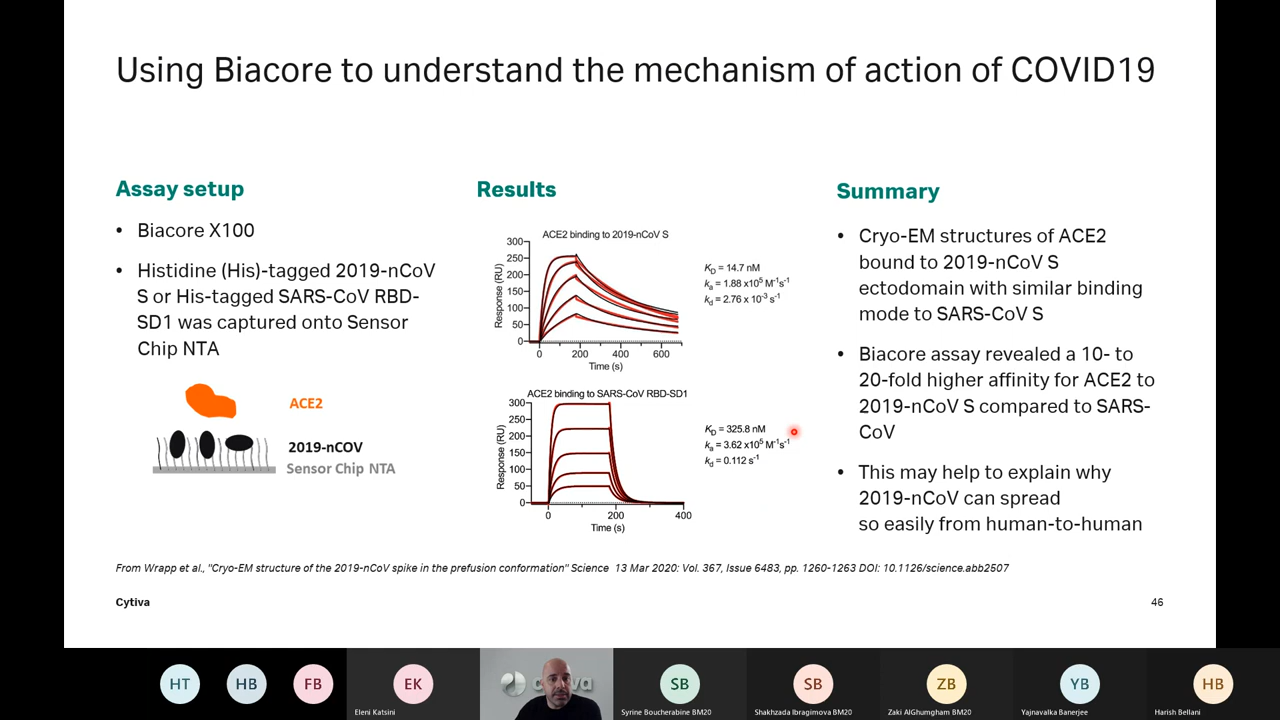 Using Biacore to understand the mechanism of action of COVID19
Assay setup
• Biacore X100
• Histidine (His)-tagged 2019-nCoV
S or His-tagged SARS-CoV RBD-
SD1 was captured onto Sensor
Chip NTA
ACE2
2019-nCOV
Sensor Chip NTA
Results
ACE2 binding to 2019-nCoV S
Response (RU)
300
250
200
150
100
50
0
0 200 400 600
Time (s)
K_D = 14.7 nM
k_a = 1.88 x10^5 M^-1s^-1
k_d = 2.76 x 10^-3 s^-1
ACE2 binding to SARS-CoV RBD-SD1
Response (RU)
300
250
200
150
100
50
0
0 200 400
Time (s)
K_D = 325.8 nM
k_a = 3.62 x10^5 M^-1s^-1
k_d = 0.112 s^-1
Summary
• Cryo-EM structures of ACE2
bound to 2019-nCoV S
ectodomain with similar binding
mode to SARS-CoV S
• Biacore assay revealed a 10- to
20-fold higher affinity for ACE2 to
2019-nCoV S compared to SARS-
CoV
• This may help to explain why
2019-nCoV can spread
so easily from human-to-human
From Wrapp et al., "Cryo-EM structure of the 2019-nCoV spike in the prefusion conformation" Science 13 Mar 2020: Vol. 367, Issue 6483, pp. 1260-1263 DOI: 10.1126/science.abb2507
Cytiva
46
HT
HB
FB
EK
Eleni Katsini
SB
Syrine Boucherabine BM20
SB
Shakhzada Ibragimova BM20
ZB
Zaki AlGhumgham BM20
YB
Yajnavalka Banerjee
HB
Harish Bellani